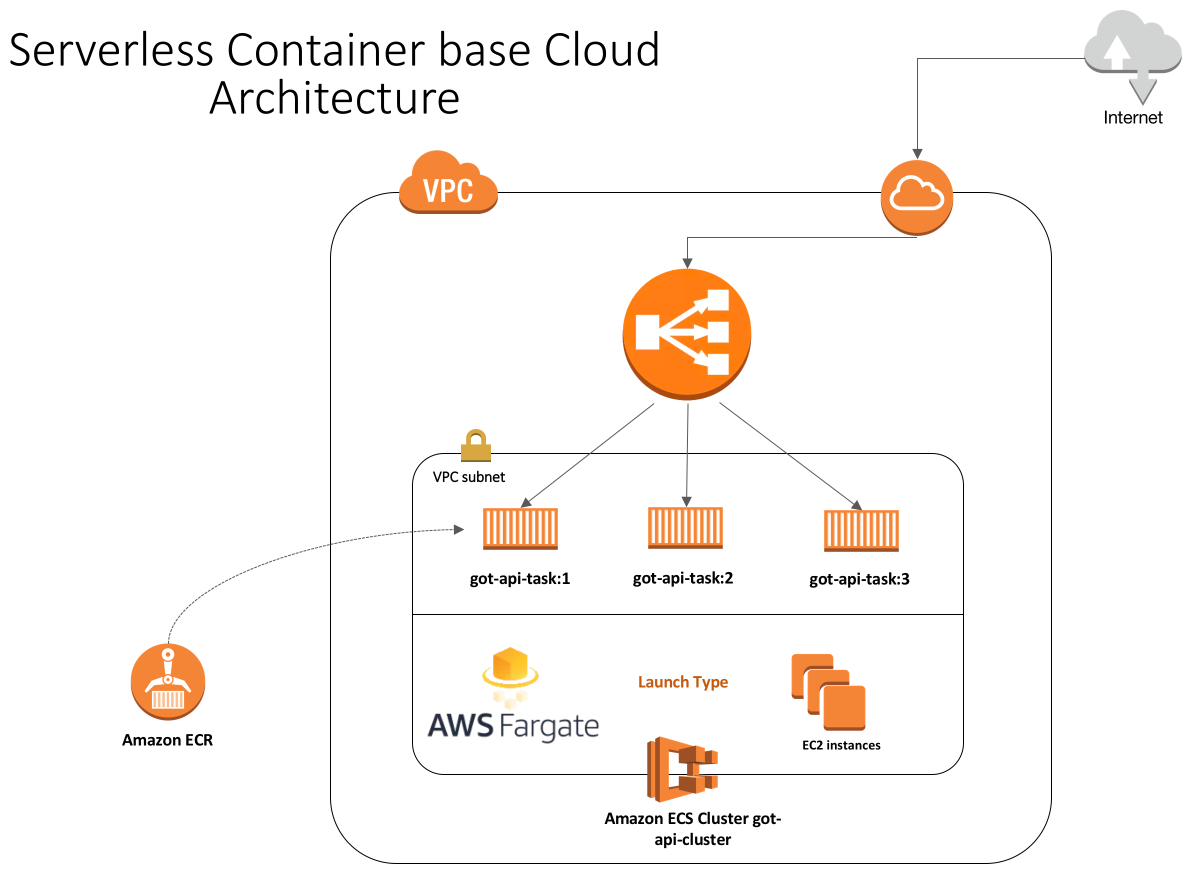 Serverless Container base Cloud
Architecture
Internet
VPC
VPC subnet
got-api-task:1
got-api-task:2
got-api-task:3
AWS Fargate
Launch Type
EC2 instances
Amazon ECR
Amazon ECS Cluster got-
api-cluster